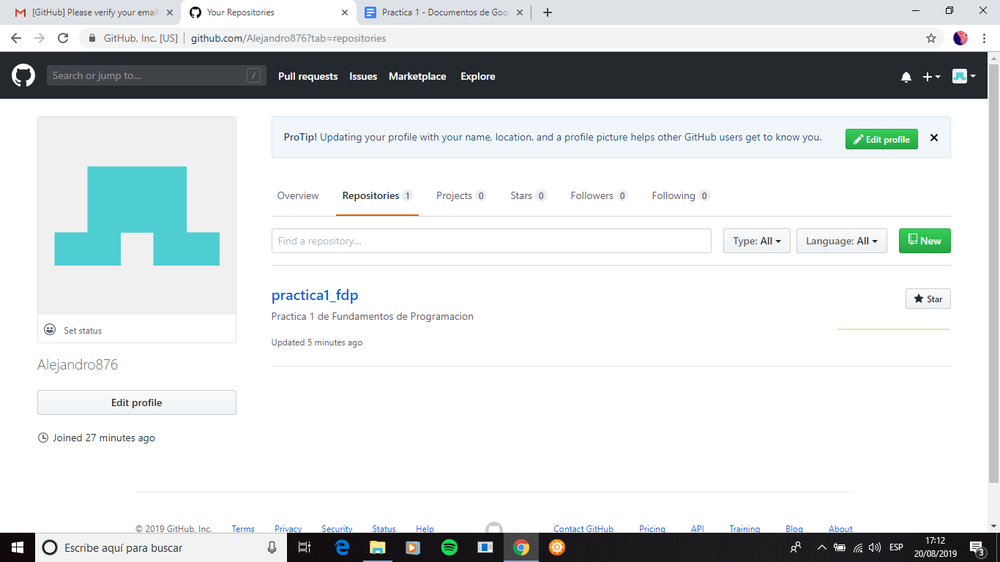 [GitHub] Please verify your email
Your Repositories
Practica 1 - Documentos de Goo
GitHub, Inc. [US]
github.com/Alejandro876?tab=repositories
Search or jump to...
/
Pull requests
Issues
Marketplace
Explore
ProTip! Updating your profile with your name, location, and a profile picture helps other GitHub users get to know you.
Edit profile
Overview
Repositories 1
Projects 0
Stars 0
Followers 0
Following 0
Find a repository...
Type: All
Language: All
New
practica1_fdp
Star
Practica 1 de Fundamentos de Programacion
Updated 5 minutes ago
Set status
Alejandro876
Edit profile
Joined 27 minutes ago
© 2019 GitHub, Inc.
Terms
Privacy
Security
Status
Help
Contact GitHub
Pricing
API
Training
Blog
About
Escribe aquí para buscar
ESP
17:12
20/08/2019
3